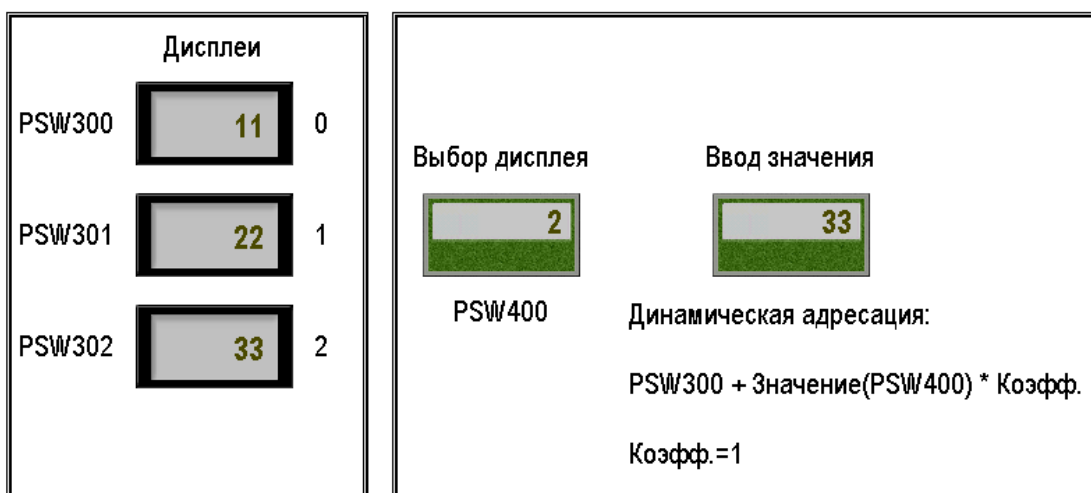 Дисплеи
PSW300 11 0
PSW301 22 1
PSW302 33 2
Выбор дисплея Ввод значения
2 33
PSW400
Динамическая адресация:
PSW300 + Значение(PSW400) * Коэфф.
Коэфф.=1